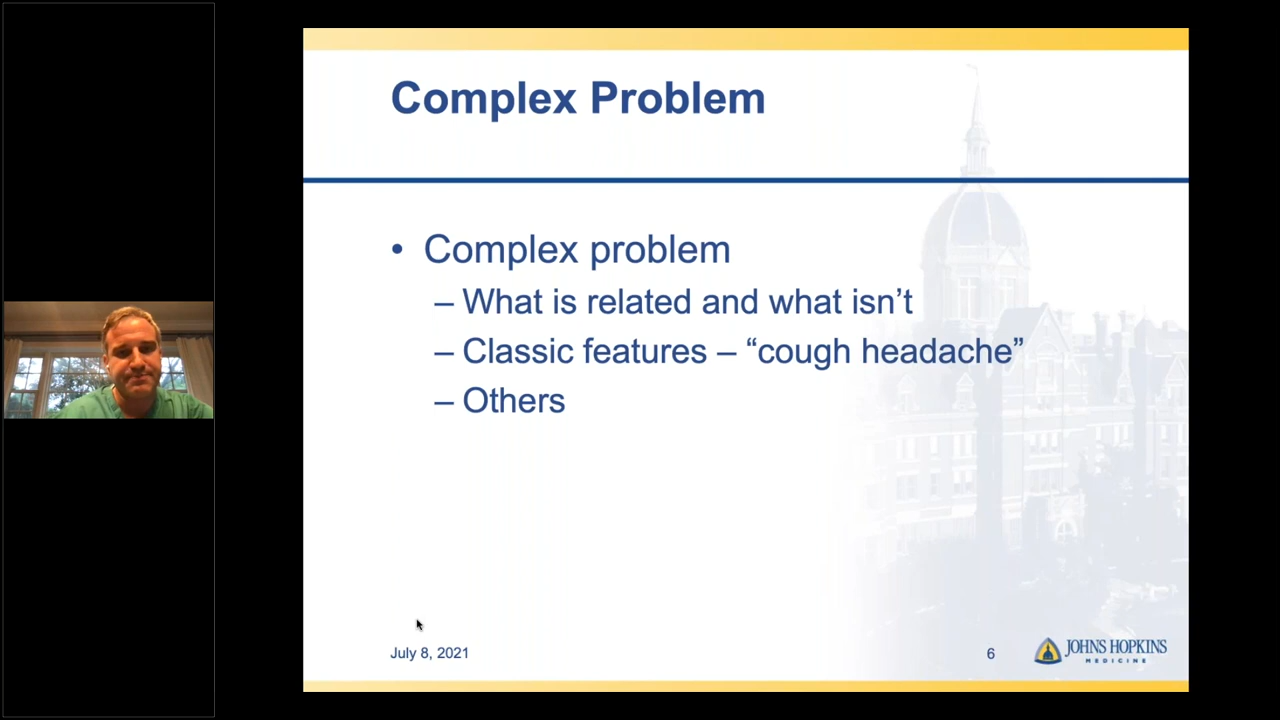 Complex Problem
• Complex problem
– What is related and what isn’t
– Classic features – “cough headache”
– Others
July 8, 2021
6
JOHNS HOPKINS
MEDICINE